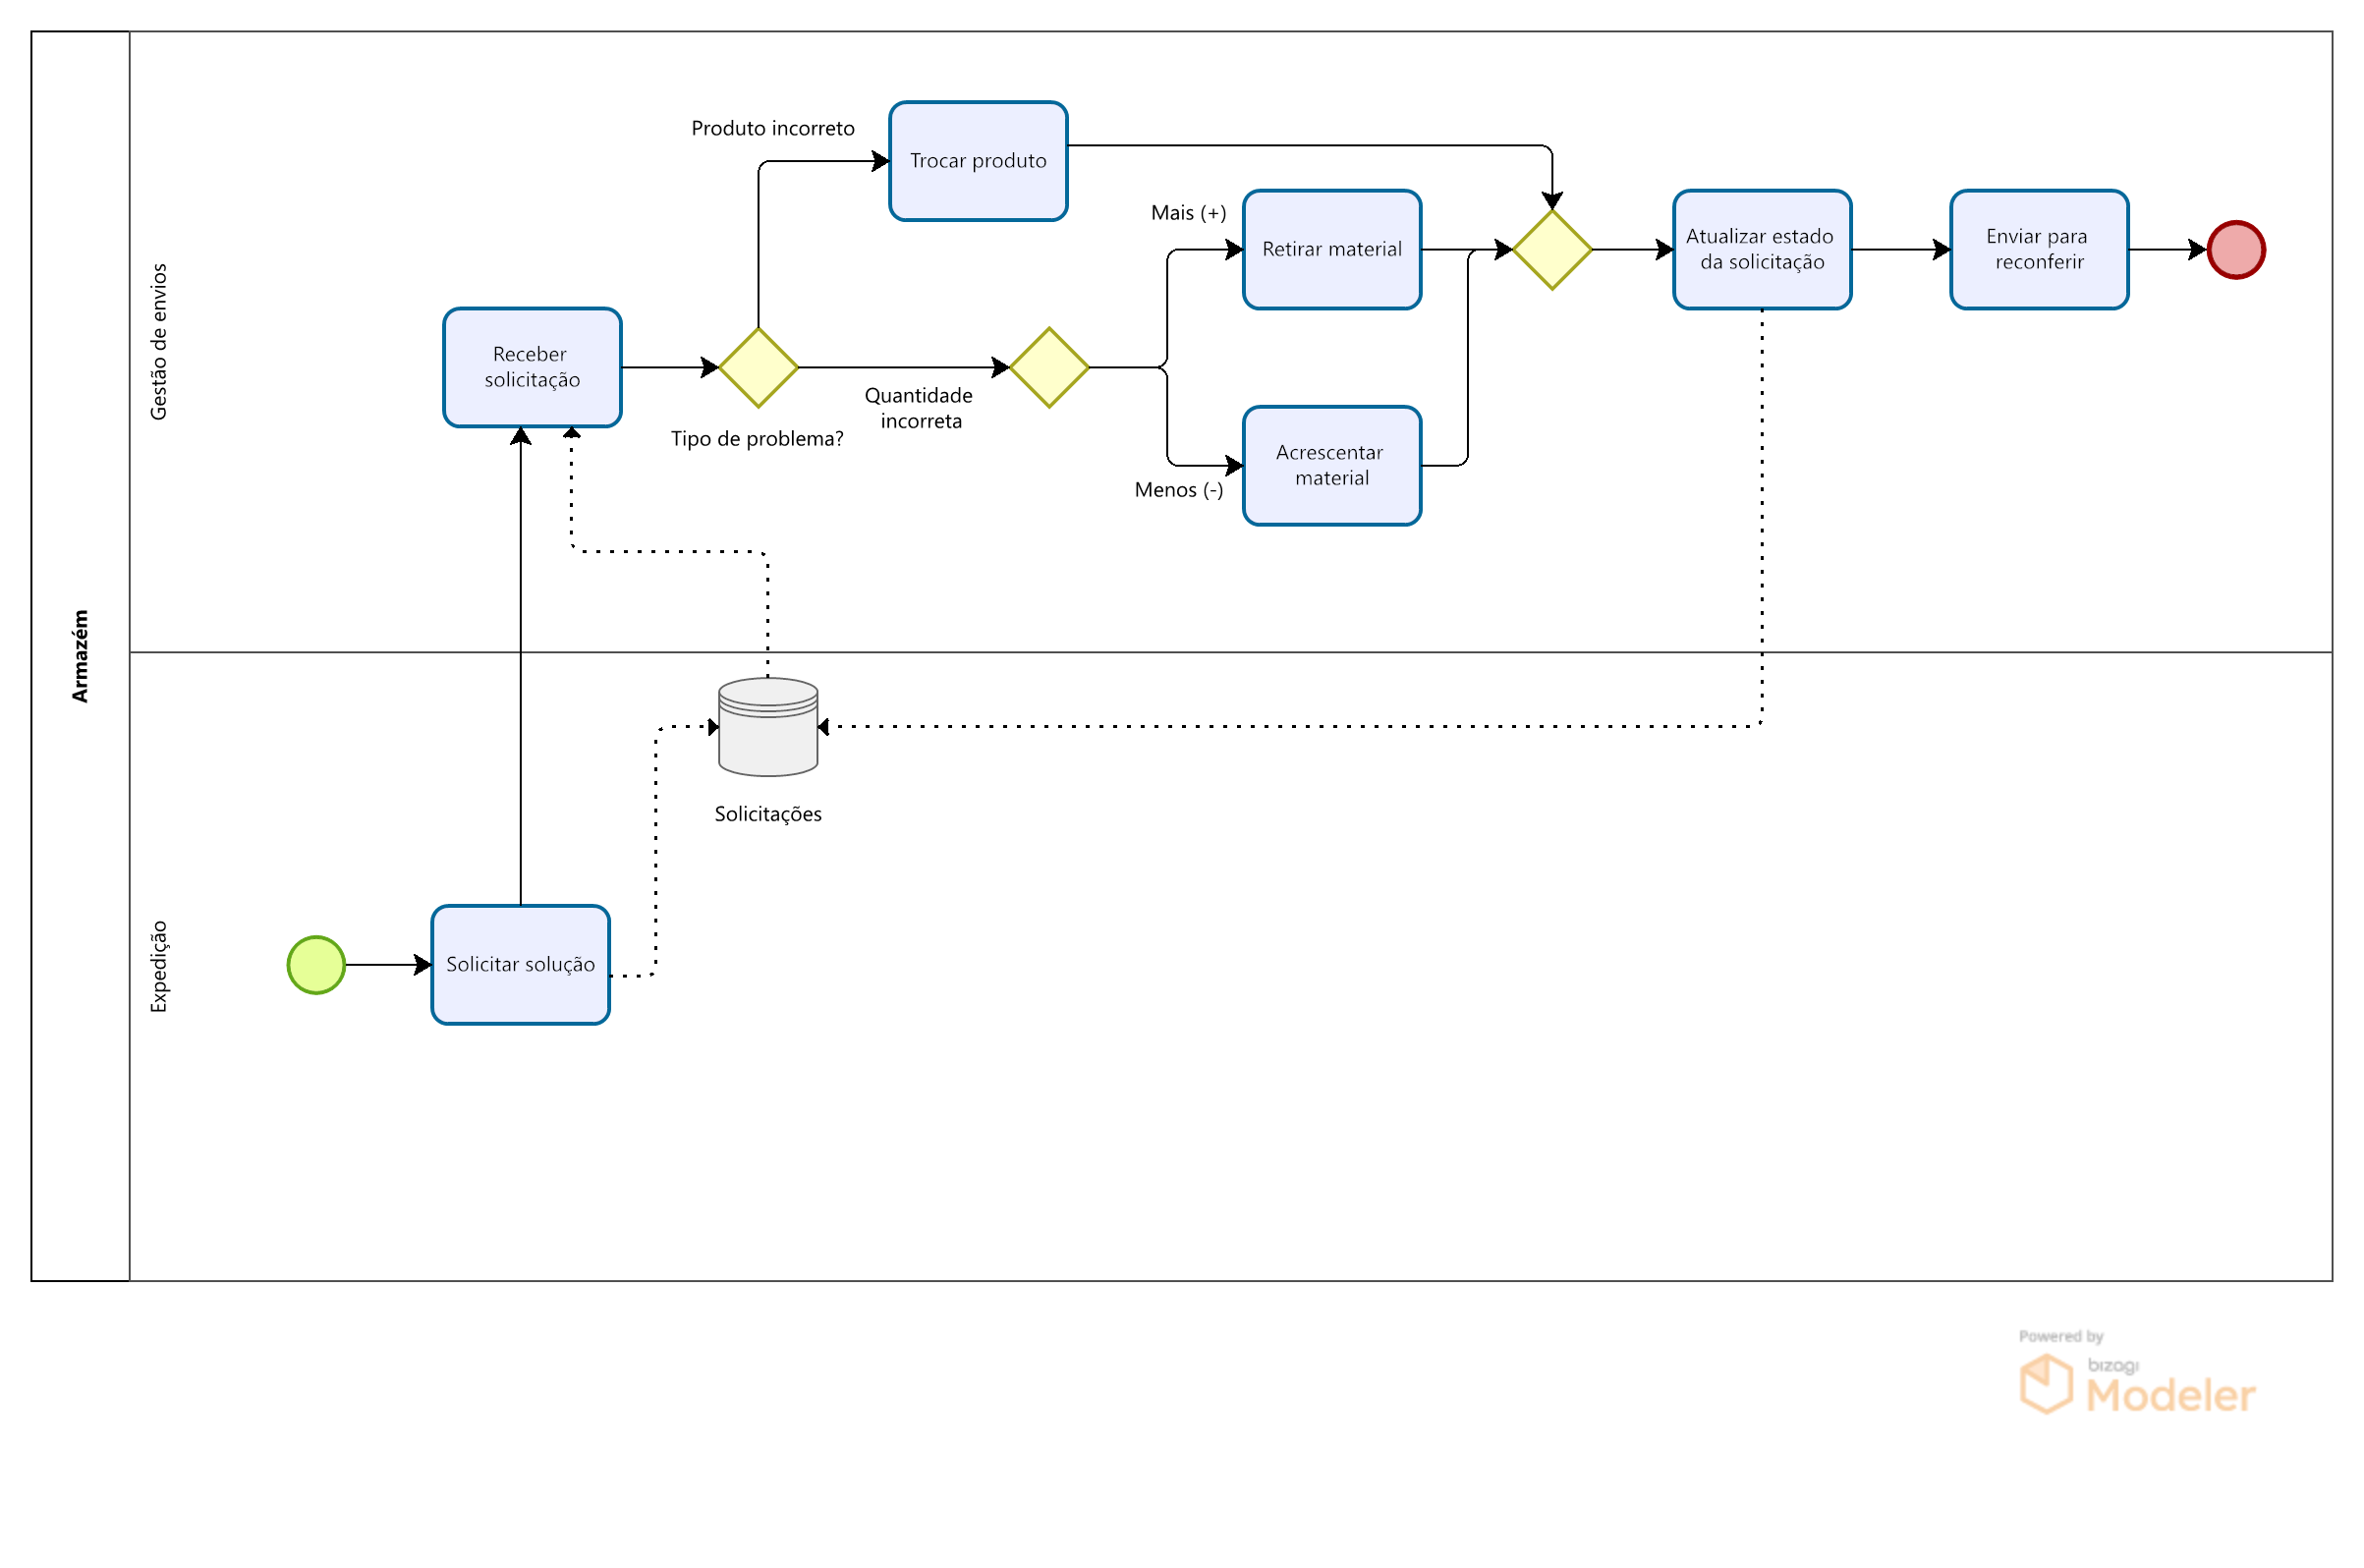 Armazém
Gestão de envios
Produto incorreto
Trocar produto
Mais (+)
Retirar material
Atualizar estado
da solicitação
Enviar para
reconferir
Receber
solicitação
Quantidade
incorreta
Tipo de problema?
Acrescentar
material
Menos (-)
Expedição
Solicitações
Solicitar solução
Powered by
bizagi
Modeler